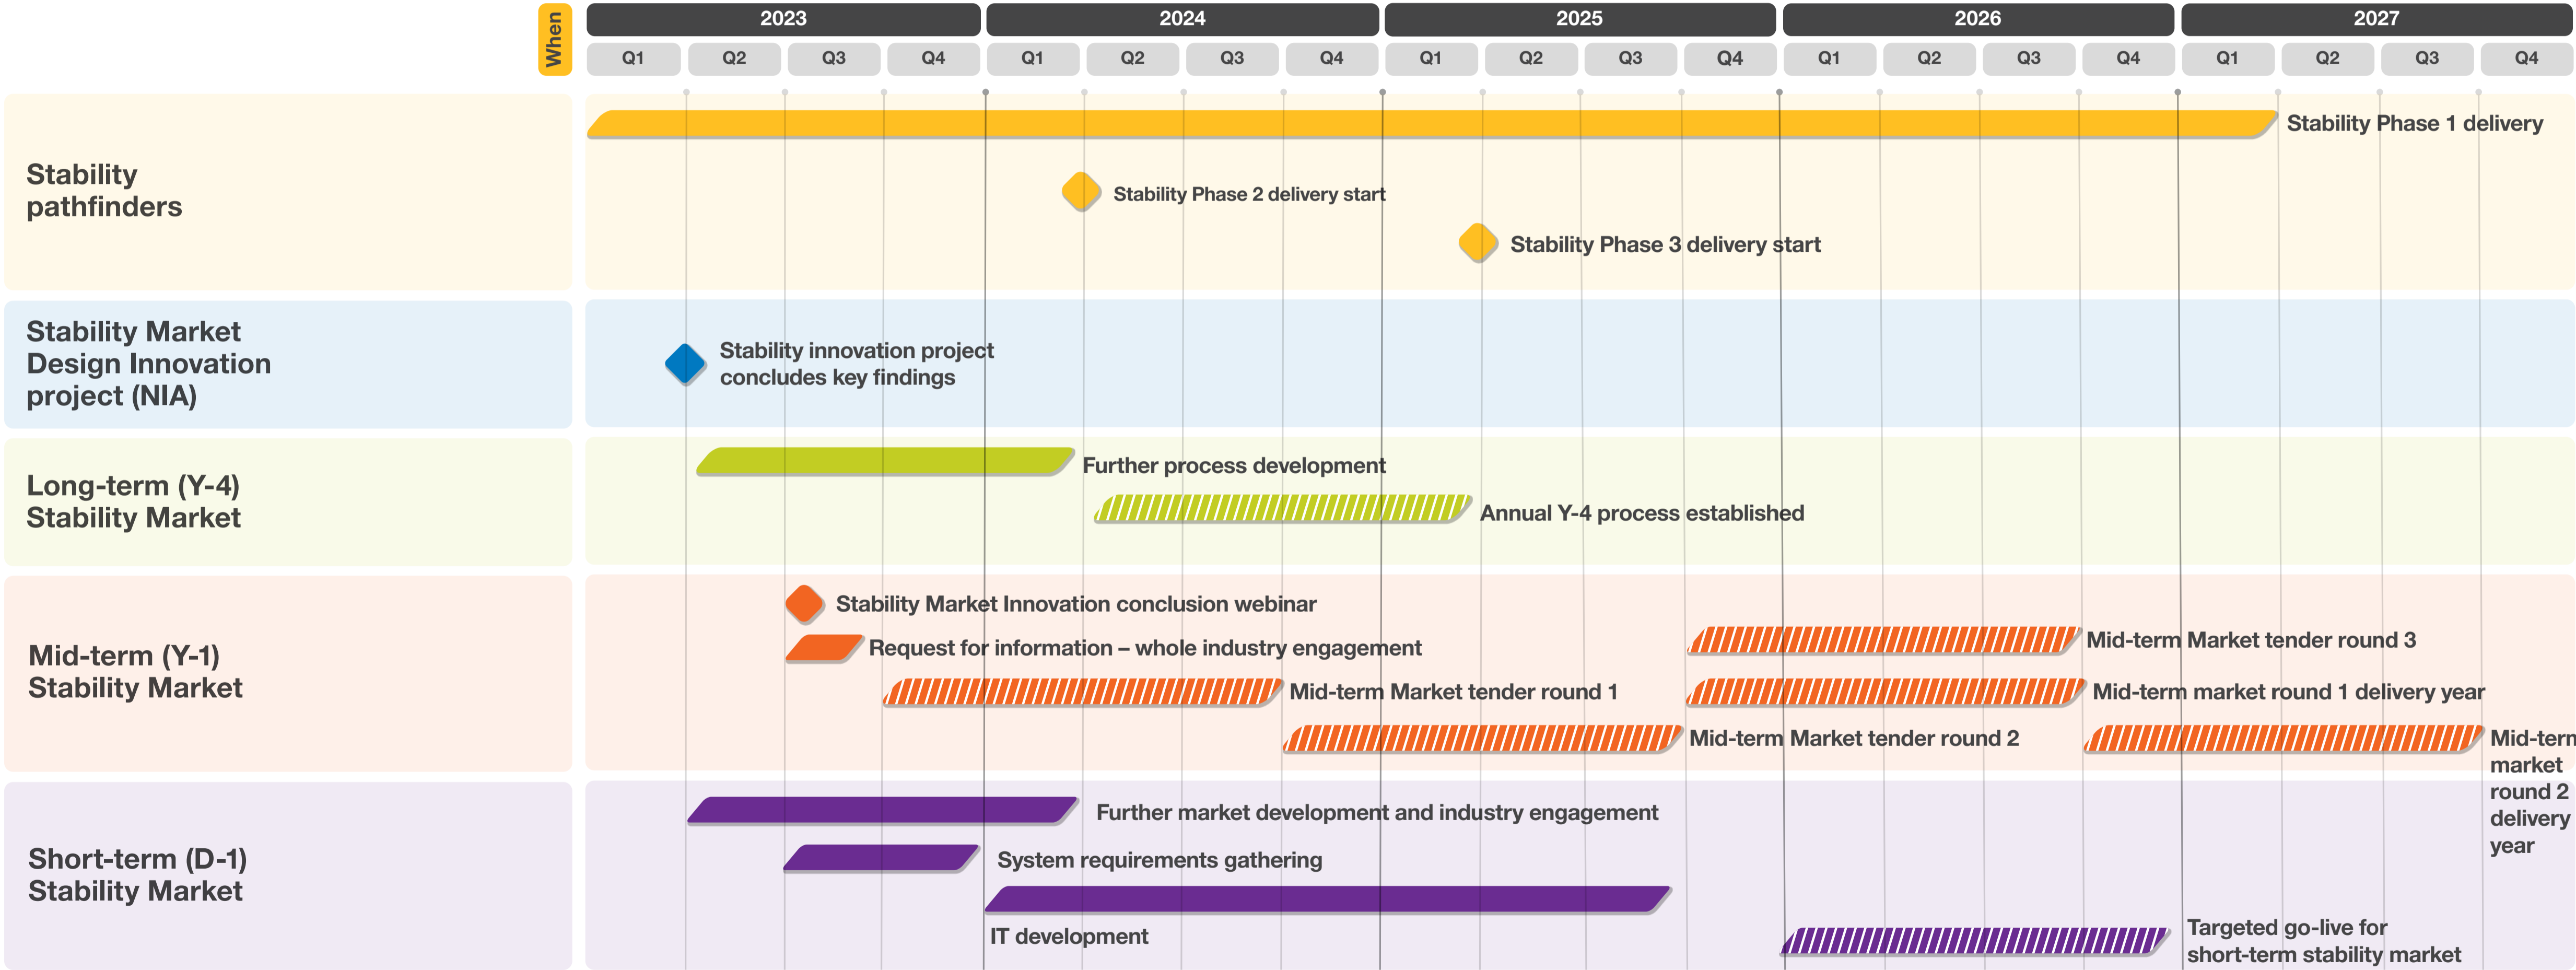 When
2023
2024
2025
2026
2027
Q1
Q2
Q3
Q4
Q1
Q2
Q3
Q4
Q1
Q2
Q3
Q4
Q1
Q2
Q3
Q4
Q1
Q2
Q3
Q4
Stability
pathfinders
Stability Phase 1 delivery
Stability Phase 2 delivery start
Stability Phase 3 delivery start
Stability Market
Design Innovation
project (NIA)
Stability innovation project
concludes key findings
Long-term (Y-4)
Stability Market
Further process development
Annual Y-4 process established
Mid-term (Y-1)
Stability Market
Stability Market Innovation conclusion webinar
Request for information – whole industry engagement
Mid-term Market tender round 3
Mid-term Market tender round 1
Mid-term market round 1 delivery year
Mid-term Market tender round 2
Mid-term
market
round 2
delivery
year
Short-term (D-1)
Stability Market
Further market development and industry engagement
System requirements gathering
IT development
Targeted go-live for
short-term stability market